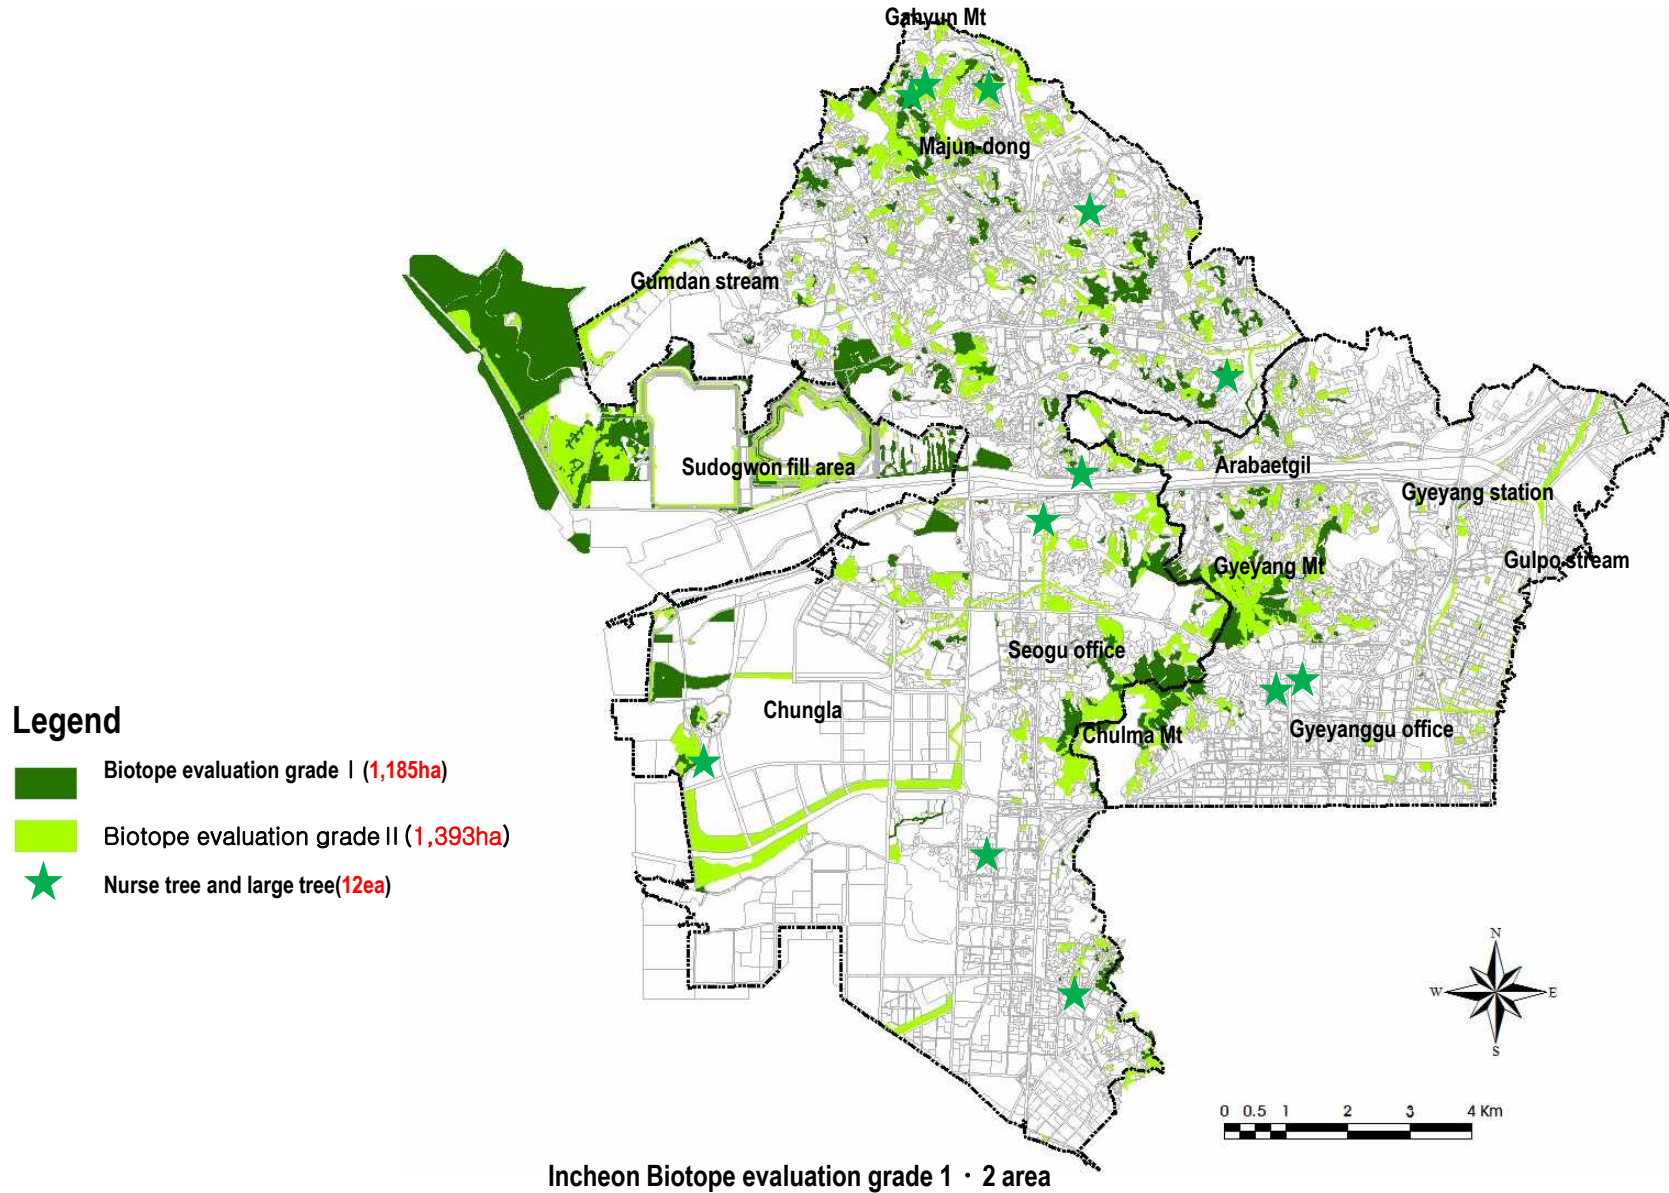 Gahyun Mt
Majun-dong
Gumdan stream
Sudogwon fill area
Arabaetgil
Gyeyang station
Gyeyang Mt
Gulpo stream
Seogu office
Chungla
Chulma Mt
Gyeyanggu office
Legend
Biotope evaluation grade Ⅰ (1,185ha)
Biotope evaluation grade Ⅱ (1,393ha)
Nurse tree and large tree(12ea)
N
W E
S
0 0.5 1 2 3 4 Km
Incheon Biotope evaluation grade 1 · 2 area